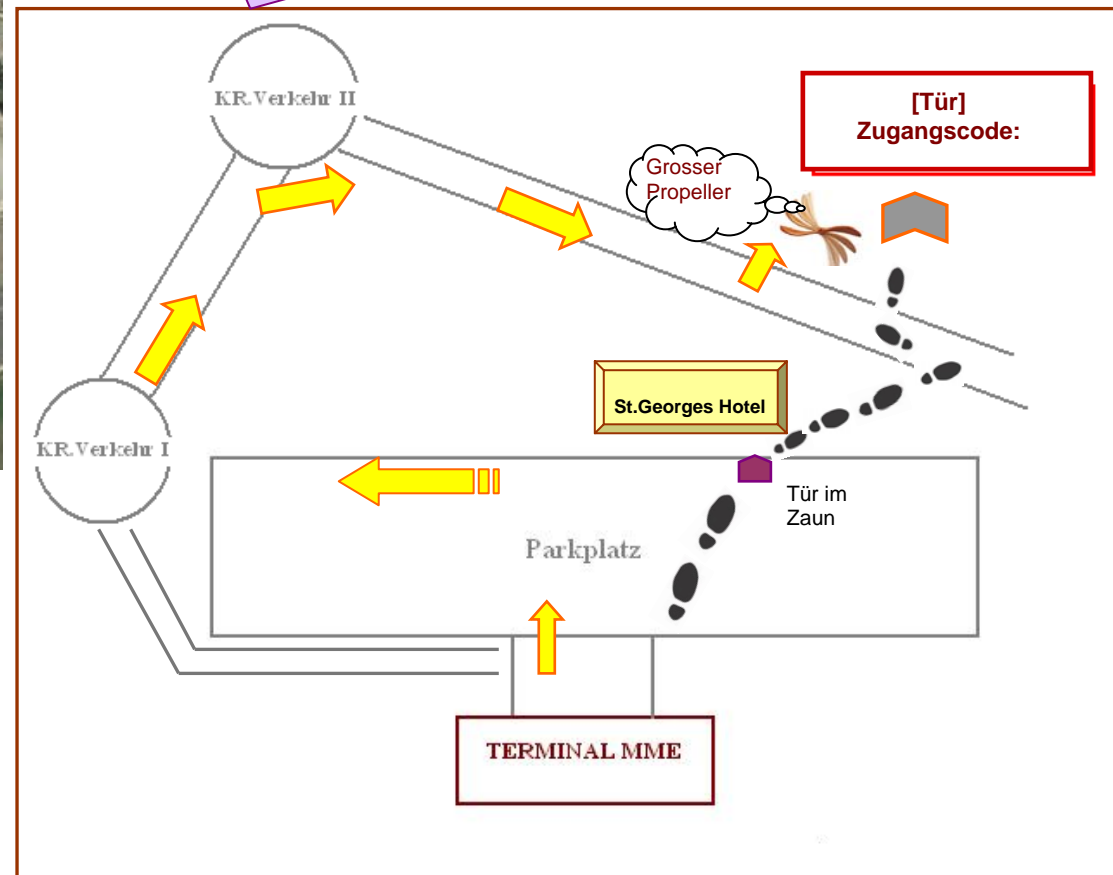 KR.Verkehr II
[Tür]
Zugangscode:
Grosser
Propeller
St.Georges Hotel
KR.Verkehr I
Tür im
Zaun
Parkplatz
TERMINAL MME